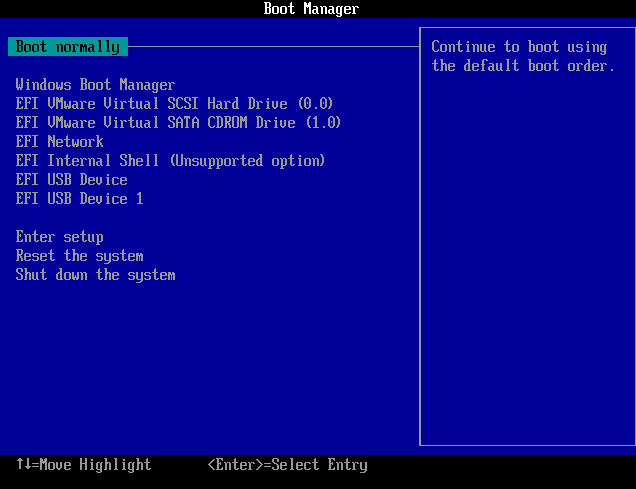 Boot Manager
Boot normally
Continue to boot using
the default boot order.
Windows Boot Manager
EFI VMware Virtual SCSI Hard Drive (0.0)
EFI VMware Virtual SATA CDROM Drive (1.0)
EFI Network
EFI Internal Shell (Unsupported option)
EFI USB Device
EFI USB Device 1
Enter setup
Reset the system
Shut down the system
↑↓=Move Highlight <Enter>=Select Entry